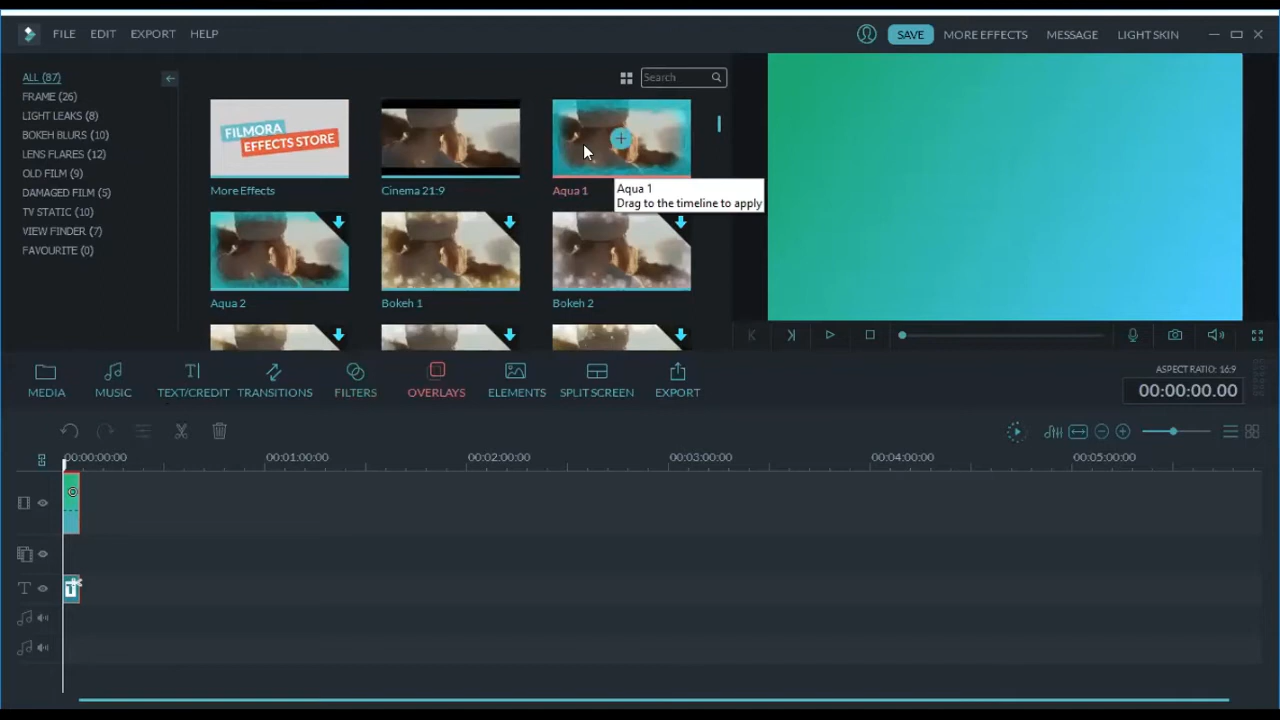 FILE EDIT EXPORT HELP SAVE MORE EFFECTS MESSAGE LIGHT SKIN
ALL (87)
FRAME (26)
LIGHT LEAKS (8)
BOKEH BLURS (10)
LENS FLARES (12)
OLD FILM (9)
DAMAGED FILM (5)
TV STATIC (10)
VIEW FINDER (7)
FAVOURITE (0)
Search
FILMORA
EFFECTS STORE
More Effects Cinema 21:9 Aqua 1
Aqua 1
Drag to the timeline to apply
Aqua 2 Bokeh 1 Bokeh 2
MEDIA MUSIC TEXT/CREDIT TRANSITIONS FILTERS OVERLAYS ELEMENTS SPLIT SCREEN EXPORT
ASPECT RATIO: 16:9
00:00:00.00
00:00:00:00 00:01:00:00 00:02:00:00 00:03:00:00 00:04:00:00 00:05:00:00